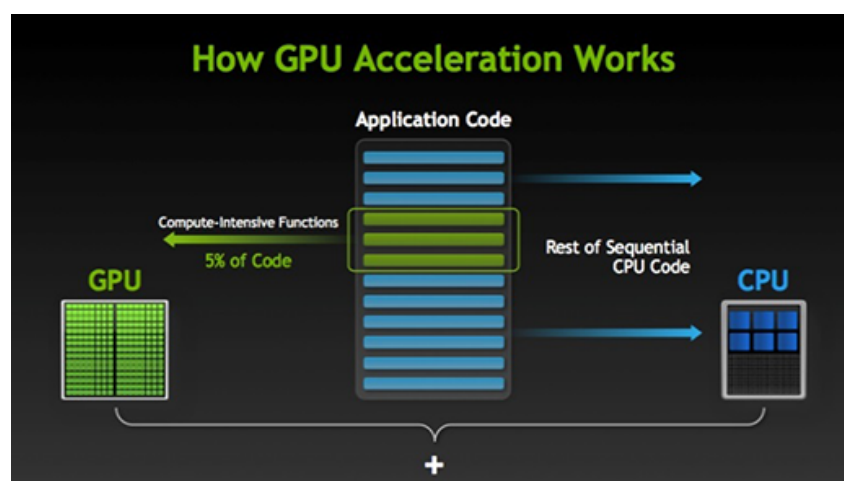 How GPU Acceleration Works
Application Code
Compute-Intensive Functions
5% of Code
Rest of Sequential
CPU Code
GPU
CPU
+